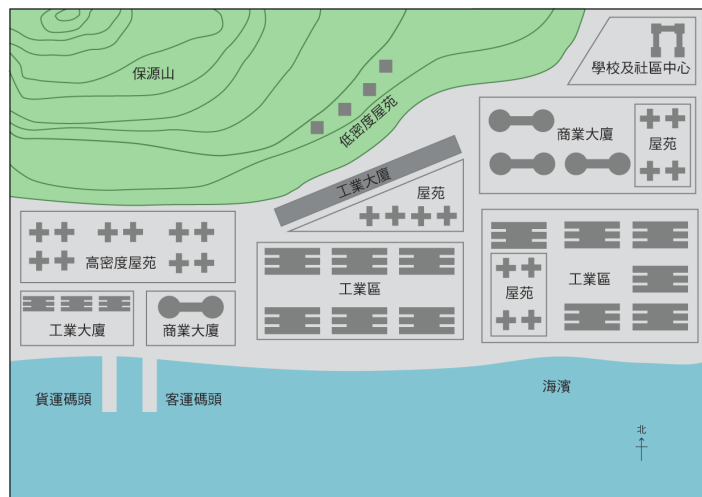 保源山
學校及社區中心
低密度屋苑
商業大廈
屋苑
工業大廈
屋苑
高密度屋苑
工業區
屋苑
工業區
工業大廈
商業大廈
貨運碼頭
客運碼頭
海濱
北